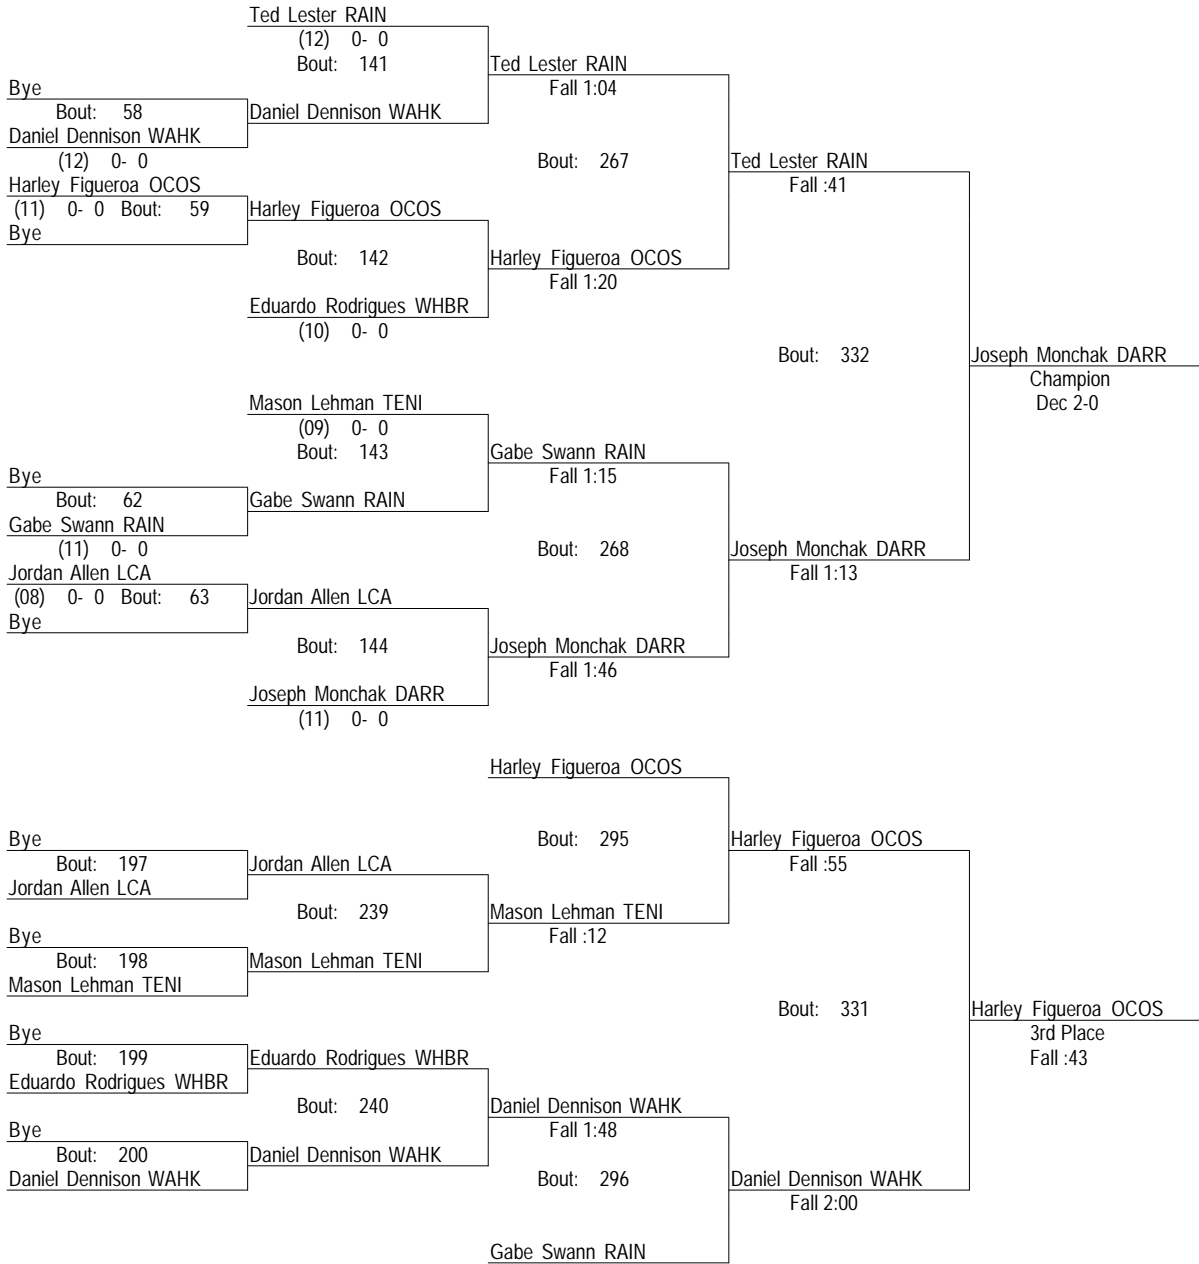 Ted Lester RAIN
(12) 0- 0
Bout: 141
Ted Lester RAIN
Fall 1:04
Bye
Bout: 58
Daniel Dennison WAHK
Daniel Dennison WAHK
(12) 0- 0
Bout: 267
Ted Lester RAIN
Fall :41
Harley Figueroa OCOS
(11) 0- 0 Bout: 59
Harley Figueroa OCOS
Bye
Bout: 142
Harley Figueroa OCOS
Fall 1:20
Eduardo Rodrigues WHBR
(10) 0- 0
Bout: 332
Joseph Monchak DARR
Champion
Dec 2-0
Mason Lehman TENI
(09) 0- 0
Bout: 143
Gabe Swann RAIN
Fall 1:15
Bye
Bout: 62
Gabe Swann RAIN
Gabe Swann RAIN
(11) 0- 0
Bout: 268
Joseph Monchak DARR
Fall 1:13
Jordan Allen LCA
(08) 0- 0 Bout: 63
Jordan Allen LCA
Bye
Bout: 144
Joseph Monchak DARR
Fall 1:46
Joseph Monchak DARR
(11) 0- 0
Harley Figueroa OCOS
Bout: 295
Harley Figueroa OCOS
Fall :55
Bye
Bout: 197
Jordan Allen LCA
Jordan Allen LCA
Bout: 239
Mason Lehman TENI
Fall :12
Bye
Bout: 198
Mason Lehman TENI
Mason Lehman TENI
Bout: 331
Harley Figueroa OCOS
3rd Place
Fall :43
Bye
Bout: 199
Eduardo Rodrigues WHBR
Eduardo Rodrigues WHBR
Bout: 240
Daniel Dennison WAHK
Fall 1:48
Bye
Bout: 200
Daniel Dennison WAHK
Daniel Dennison WAHK
Bout: 296
Daniel Dennison WAHK
Fall 2:00
Gabe Swann RAIN